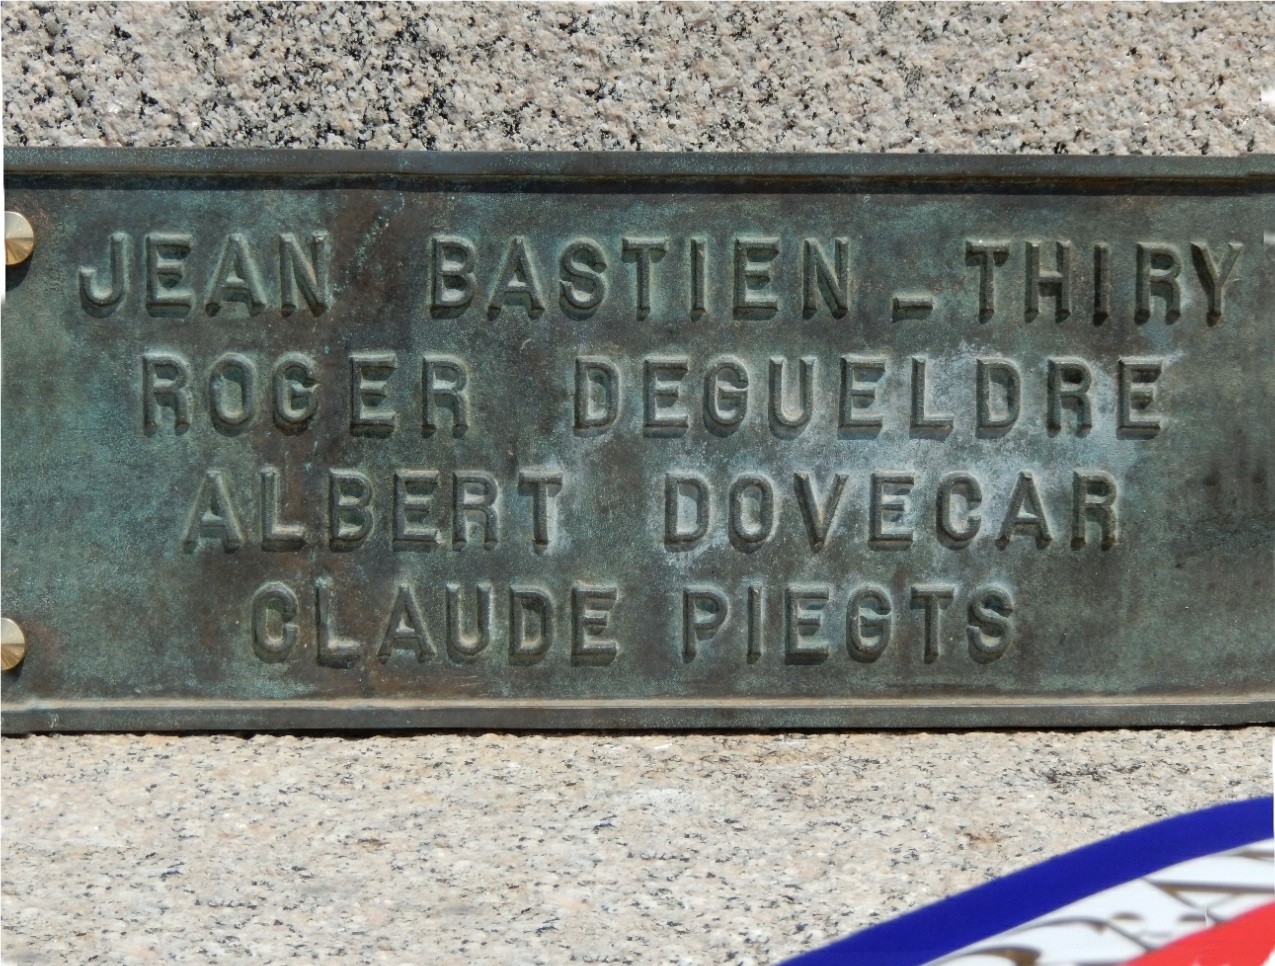 JEAN BASTIEN_THIRY
ROGER DEGUELDRE
ALBERT DOVECAR
CLAUDE PIEGTS